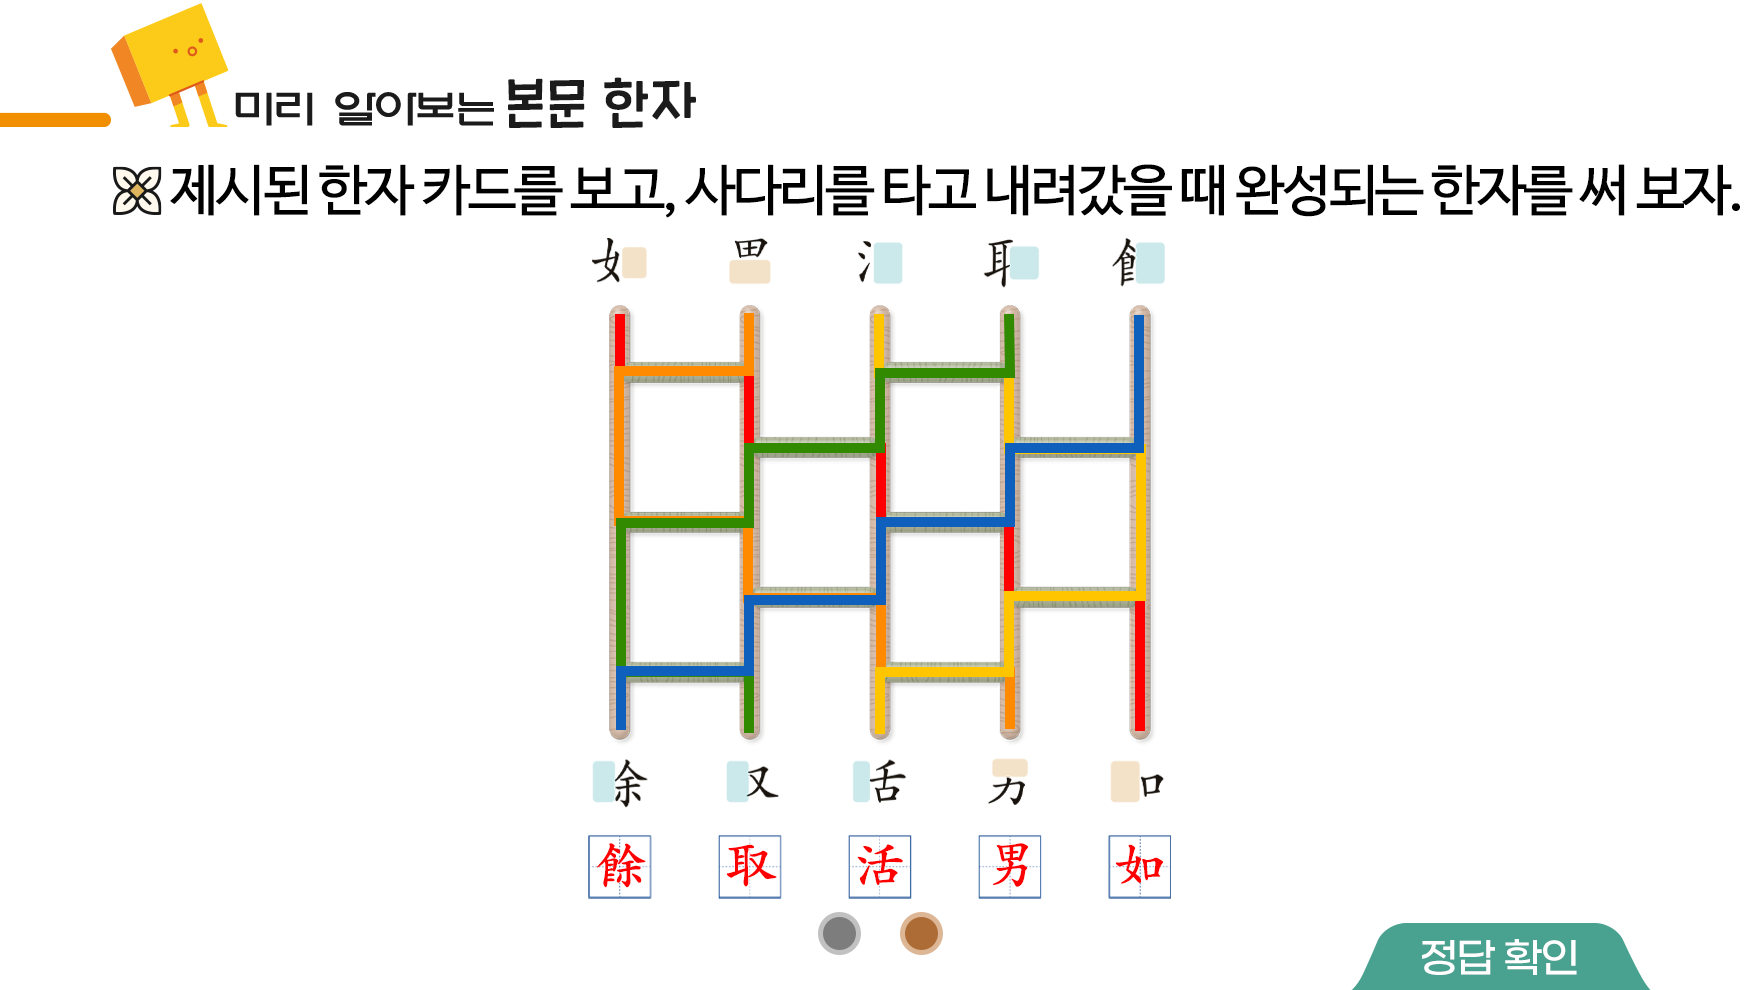 미리 알아보는 본문 한자
제시된 한자 카드를 보고, 사다리를 타고 내려갔을 때 완성되는 한자를 써 보자.
女 田 氵 耳 飠
余 又 舌 力 口
餘 取 活 男 如
정답 확인